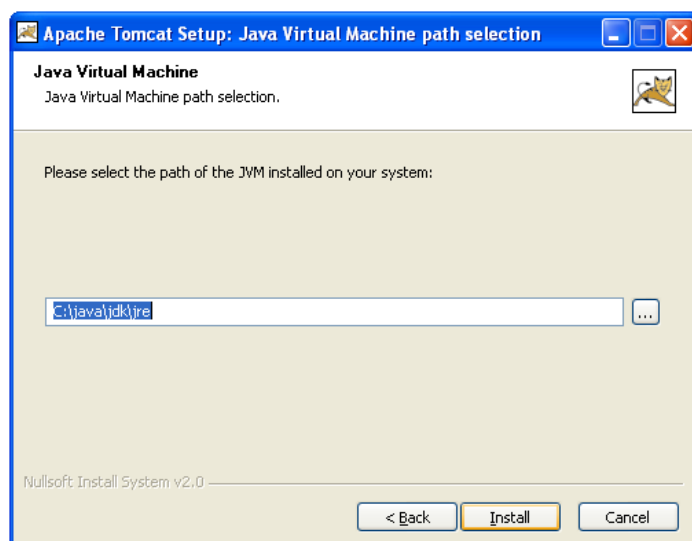 Apache Tomcat Setup: Java Virtual Machine path selection
Java Virtual Machine
Java Virtual Machine path selection.
Please select the path of the JVM installed on your system:
C:\java\jdk\jre
...
Nullsoft Install System v2.0
< Back
Install
Cancel